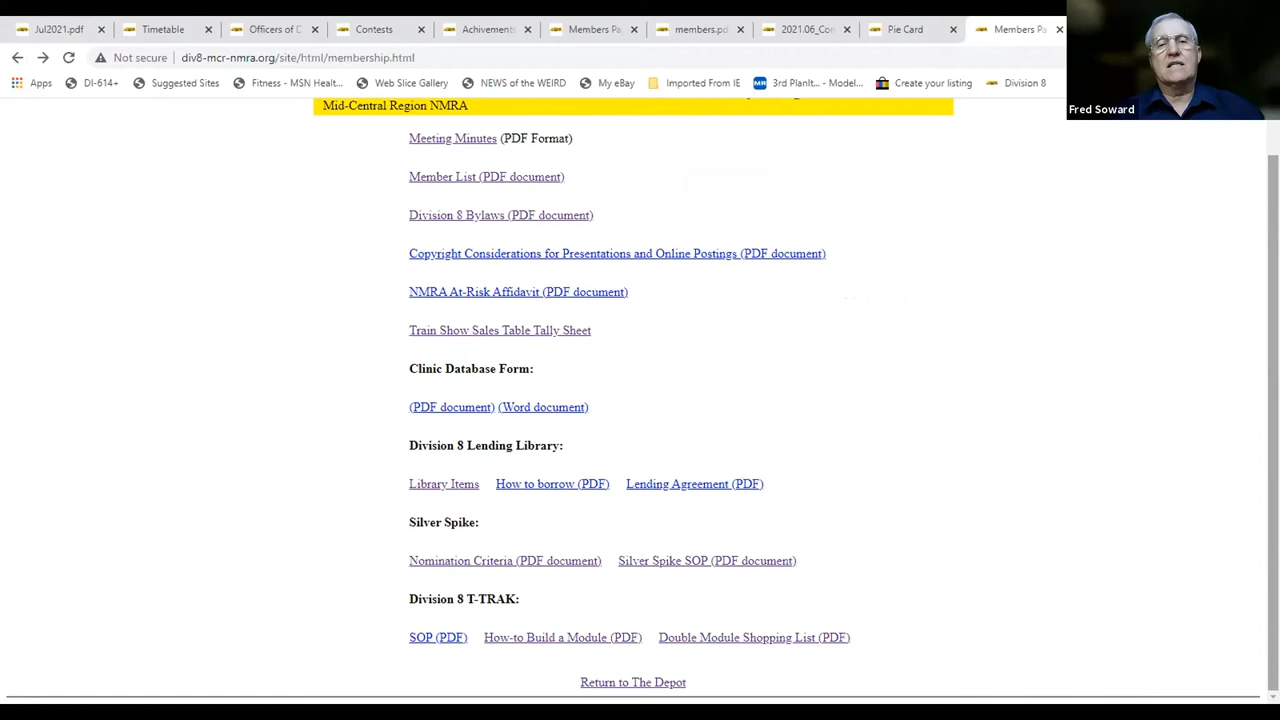 Jul2021.pdf
Timetable
Officers of D
Contests
Achivements
Members Pa
members.pd
2021.06_Con
Pie Card
Members Pa
Not secure div8-mcr-nmra.org/site/html/membership.html
Apps DI-614+ Suggested Sites Fitness - MSN Healt... Web Slice Gallery NEWS of the WEIRD My eBay Imported From IE 3rd PlanIt... - Model... Create your listing Division 8
Fred Soward
Mid-Central Region NMRA
Meeting Minutes (PDF Format)
Member List (PDF document)
Division 8 Bylaws (PDF document)
Copyright Considerations for Presentations and Online Postings (PDF document)
NMRA At-Risk Affidavit (PDF document)
Train Show Sales Table Tally Sheet
Clinic Database Form:
(PDF document) (Word document)
Division 8 Lending Library:
Library Items How to borrow (PDF) Lending Agreement (PDF)
Silver Spike:
Nomination Criteria (PDF document) Silver Spike SOP (PDF document)
Division 8 T-TRAK:
SOP (PDF) How-to Build a Module (PDF) Double Module Shopping List (PDF)
Return to The Depot